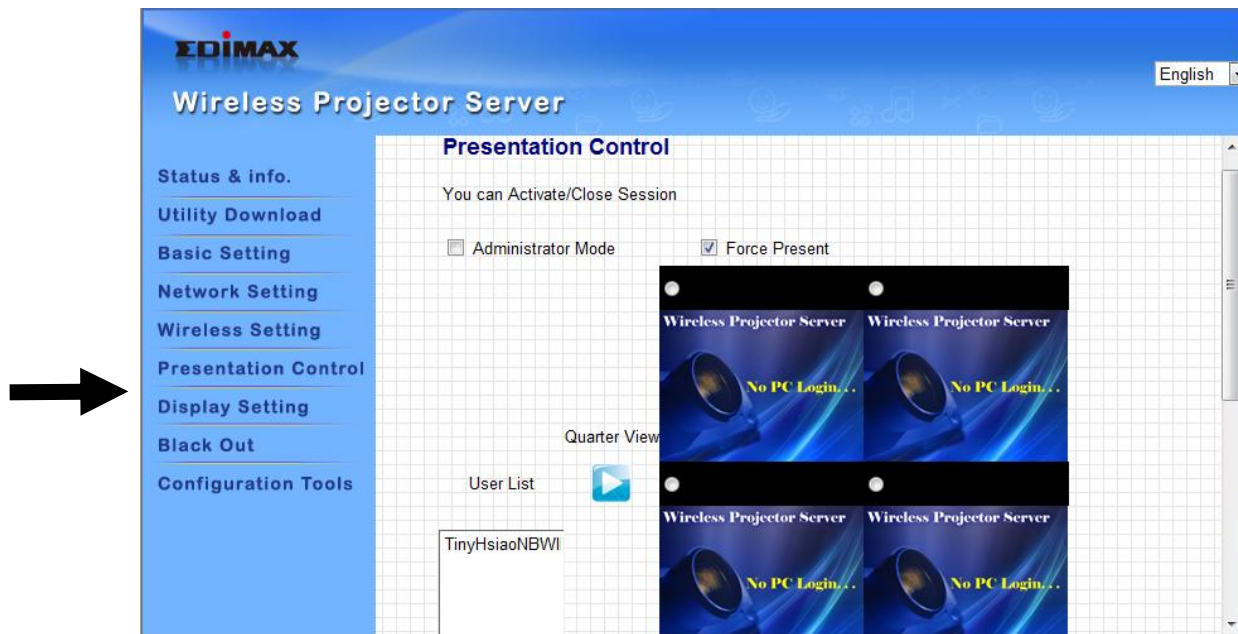 EDIMAX
English
Wireless Projector Server
Presentation Control
Status & info.
You can Activate/Close Session
Utility Download
Administrator Mode
Force Present
Basic Setting
Network Setting
Wireless Setting
Presentation Control
Display Setting
Black Out
Configuration Tools
Wireless Projector Server
Wireless Projector Server
No PC Login. . .
No PC Login. . .
Quarter View
User List
Wireless Projector Server
Wireless Projector Server
TinyHsiaoNBWI
No PC Login. . .
No PC Login. . .